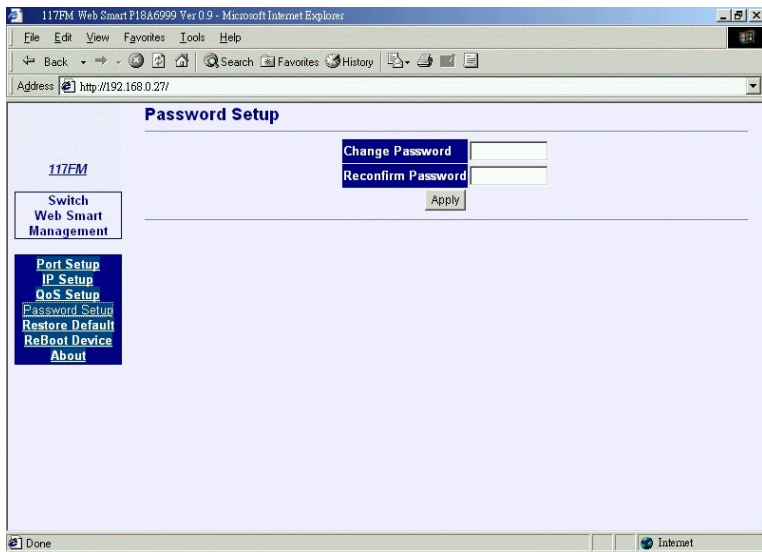 117FM Web Smart P18A6999 Ver 0.9 - Microsoft Internet Explorer
File Edit View Favorites Tools Help
Back Search Favorites History
Address http://192.168.0.27/
Password Setup
Change Password
Reconfirm Password
Apply
117FM
Switch
Web Smart
Management
Port Setup
IP Setup
QoS Setup
Password Setup
Restore Default
ReBoot Device
About
Done Internet